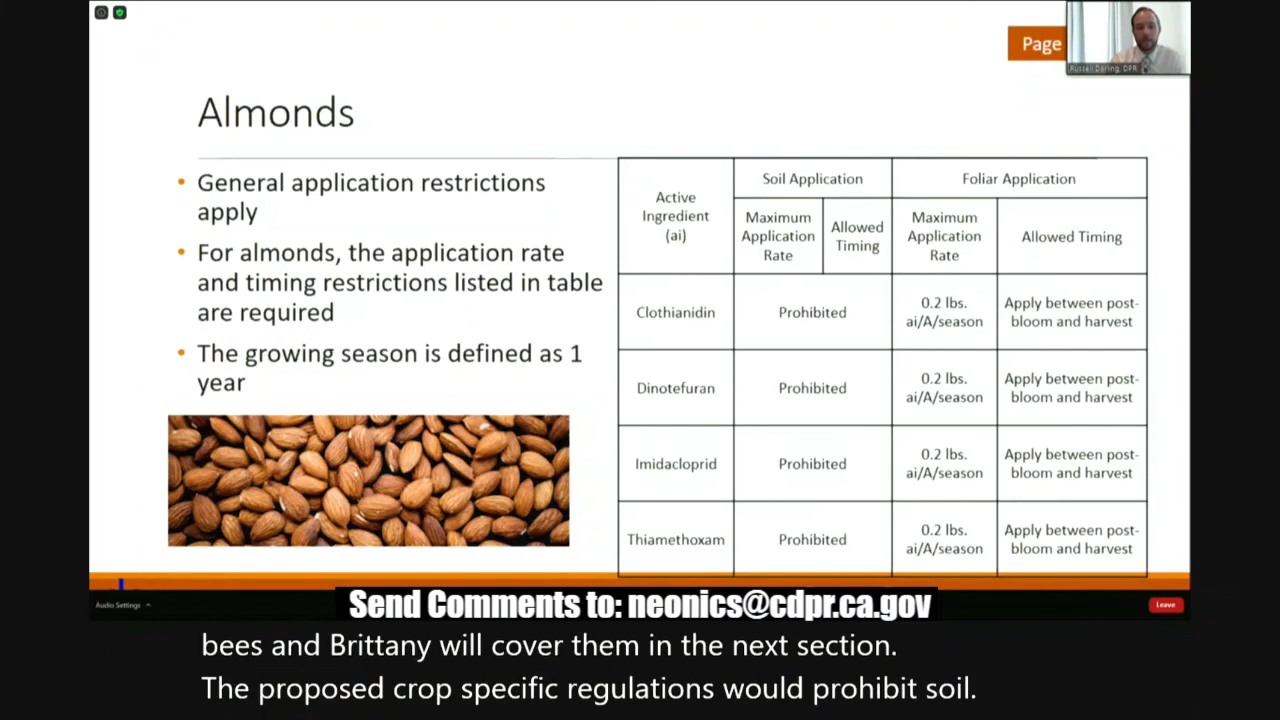 Page
Russell Darling, DPR
Almonds
• General application restrictions
apply
• For almonds, the application rate
and timing restrictions listed in table
are required
• The growing season is defined as 1
year
Active
Ingredient
(ai)
Soil Application
Foliar Application
Maximum
Application
Rate
Allowed
Timing
Maximum
Application
Rate
Allowed Timing
Clothianidin
Prohibited
0.2 lbs.
ai/A/season
Apply between post-
bloom and harvest
Dinotefuran
Prohibited
0.2 lbs.
ai/A/season
Apply between post-
bloom and harvest
Imidacloprid
Prohibited
0.2 lbs.
ai/A/season
Apply between post-
bloom and harvest
Thiamethoxam
Prohibited
0.2 lbs.
ai/A/season
Apply between post-
bloom and harvest
Audio Settings
Send Comments to: neonics@cdpr.ca.gov
Leave
bees and Brittany will cover them in the next section.
The proposed crop specific regulations would prohibit soil.